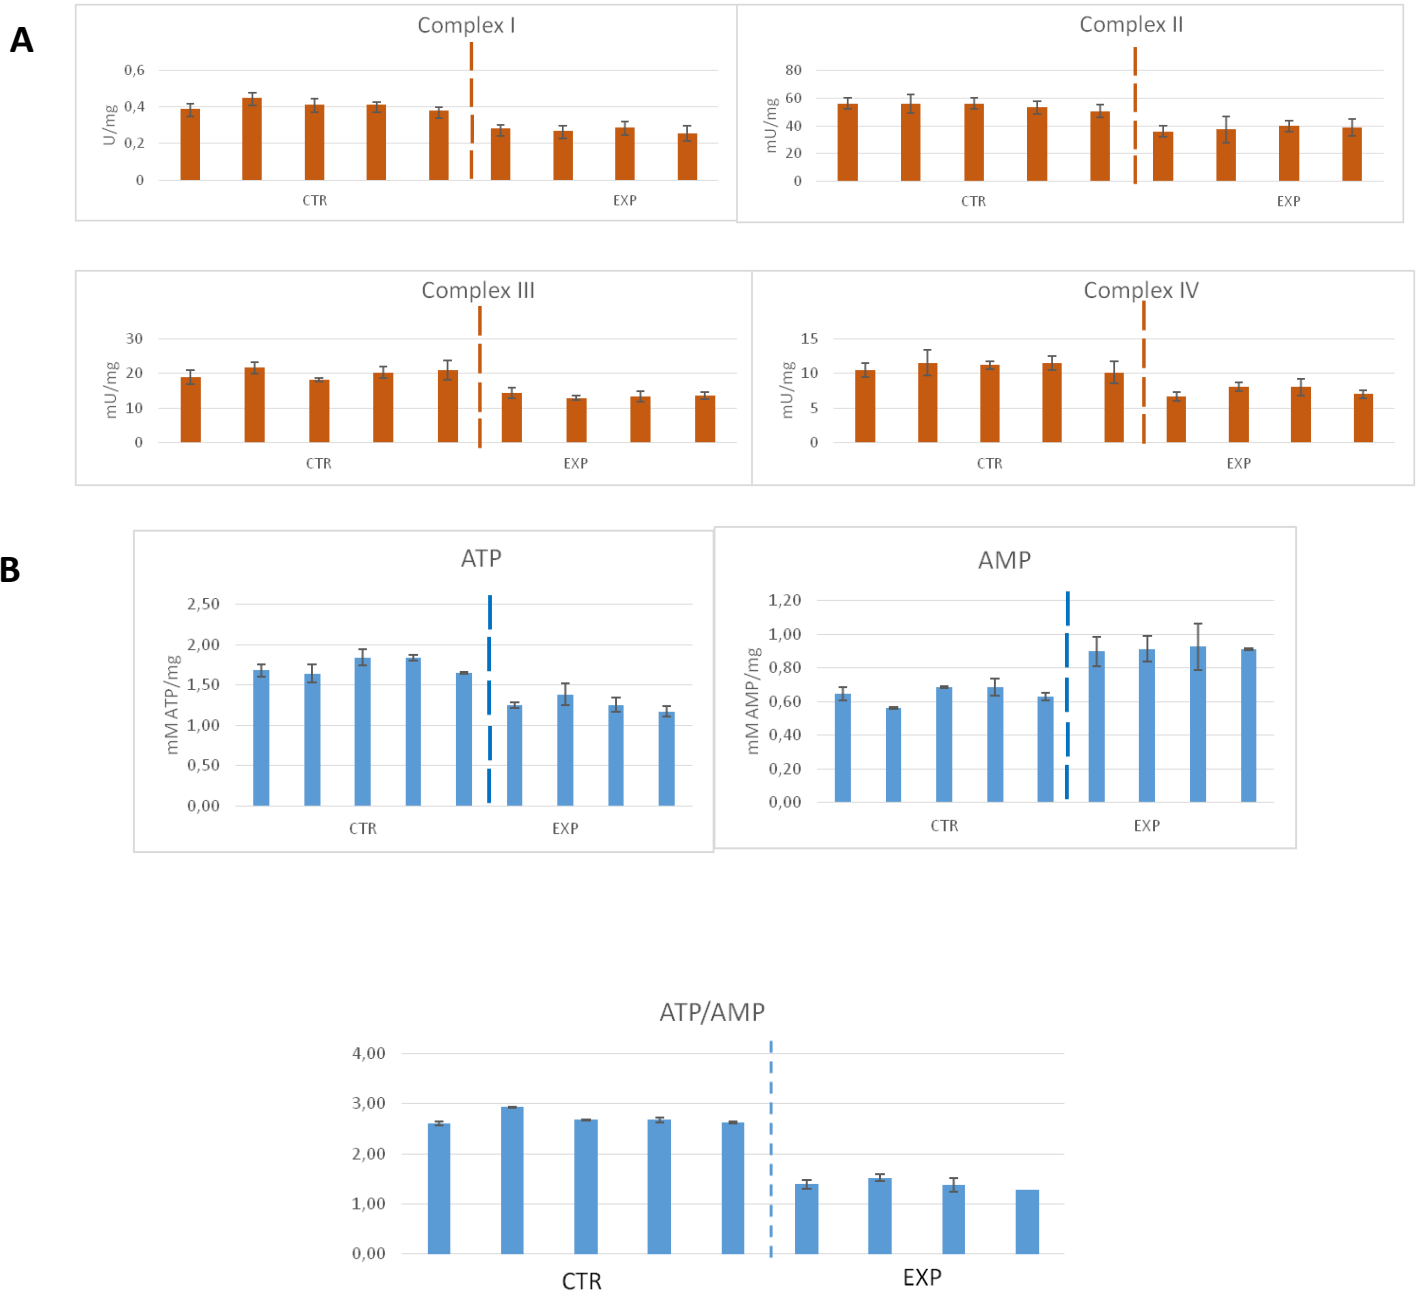 A
Complex I
0,6
0,4
0,2
0
U/mg
CTR
EXP
Complex II
80
60
40
20
0
mU/mg
CTR
EXP
Complex III
30
20
10
0
mU/mg
CTR
EXP
Complex IV
15
10
5
0
mU/mg
CTR
EXP
B
ATP
2,50
2,00
1,50
1,00
0,50
0,00
mM ATP/mg
CTR
EXP
AMP
1,20
1,00
0,80
0,60
0,40
0,20
0,00
mM AMP/mg
CTR
EXP
ATP/AMP
4,00
3,00
2,00
1,00
0,00
CTR
EXP